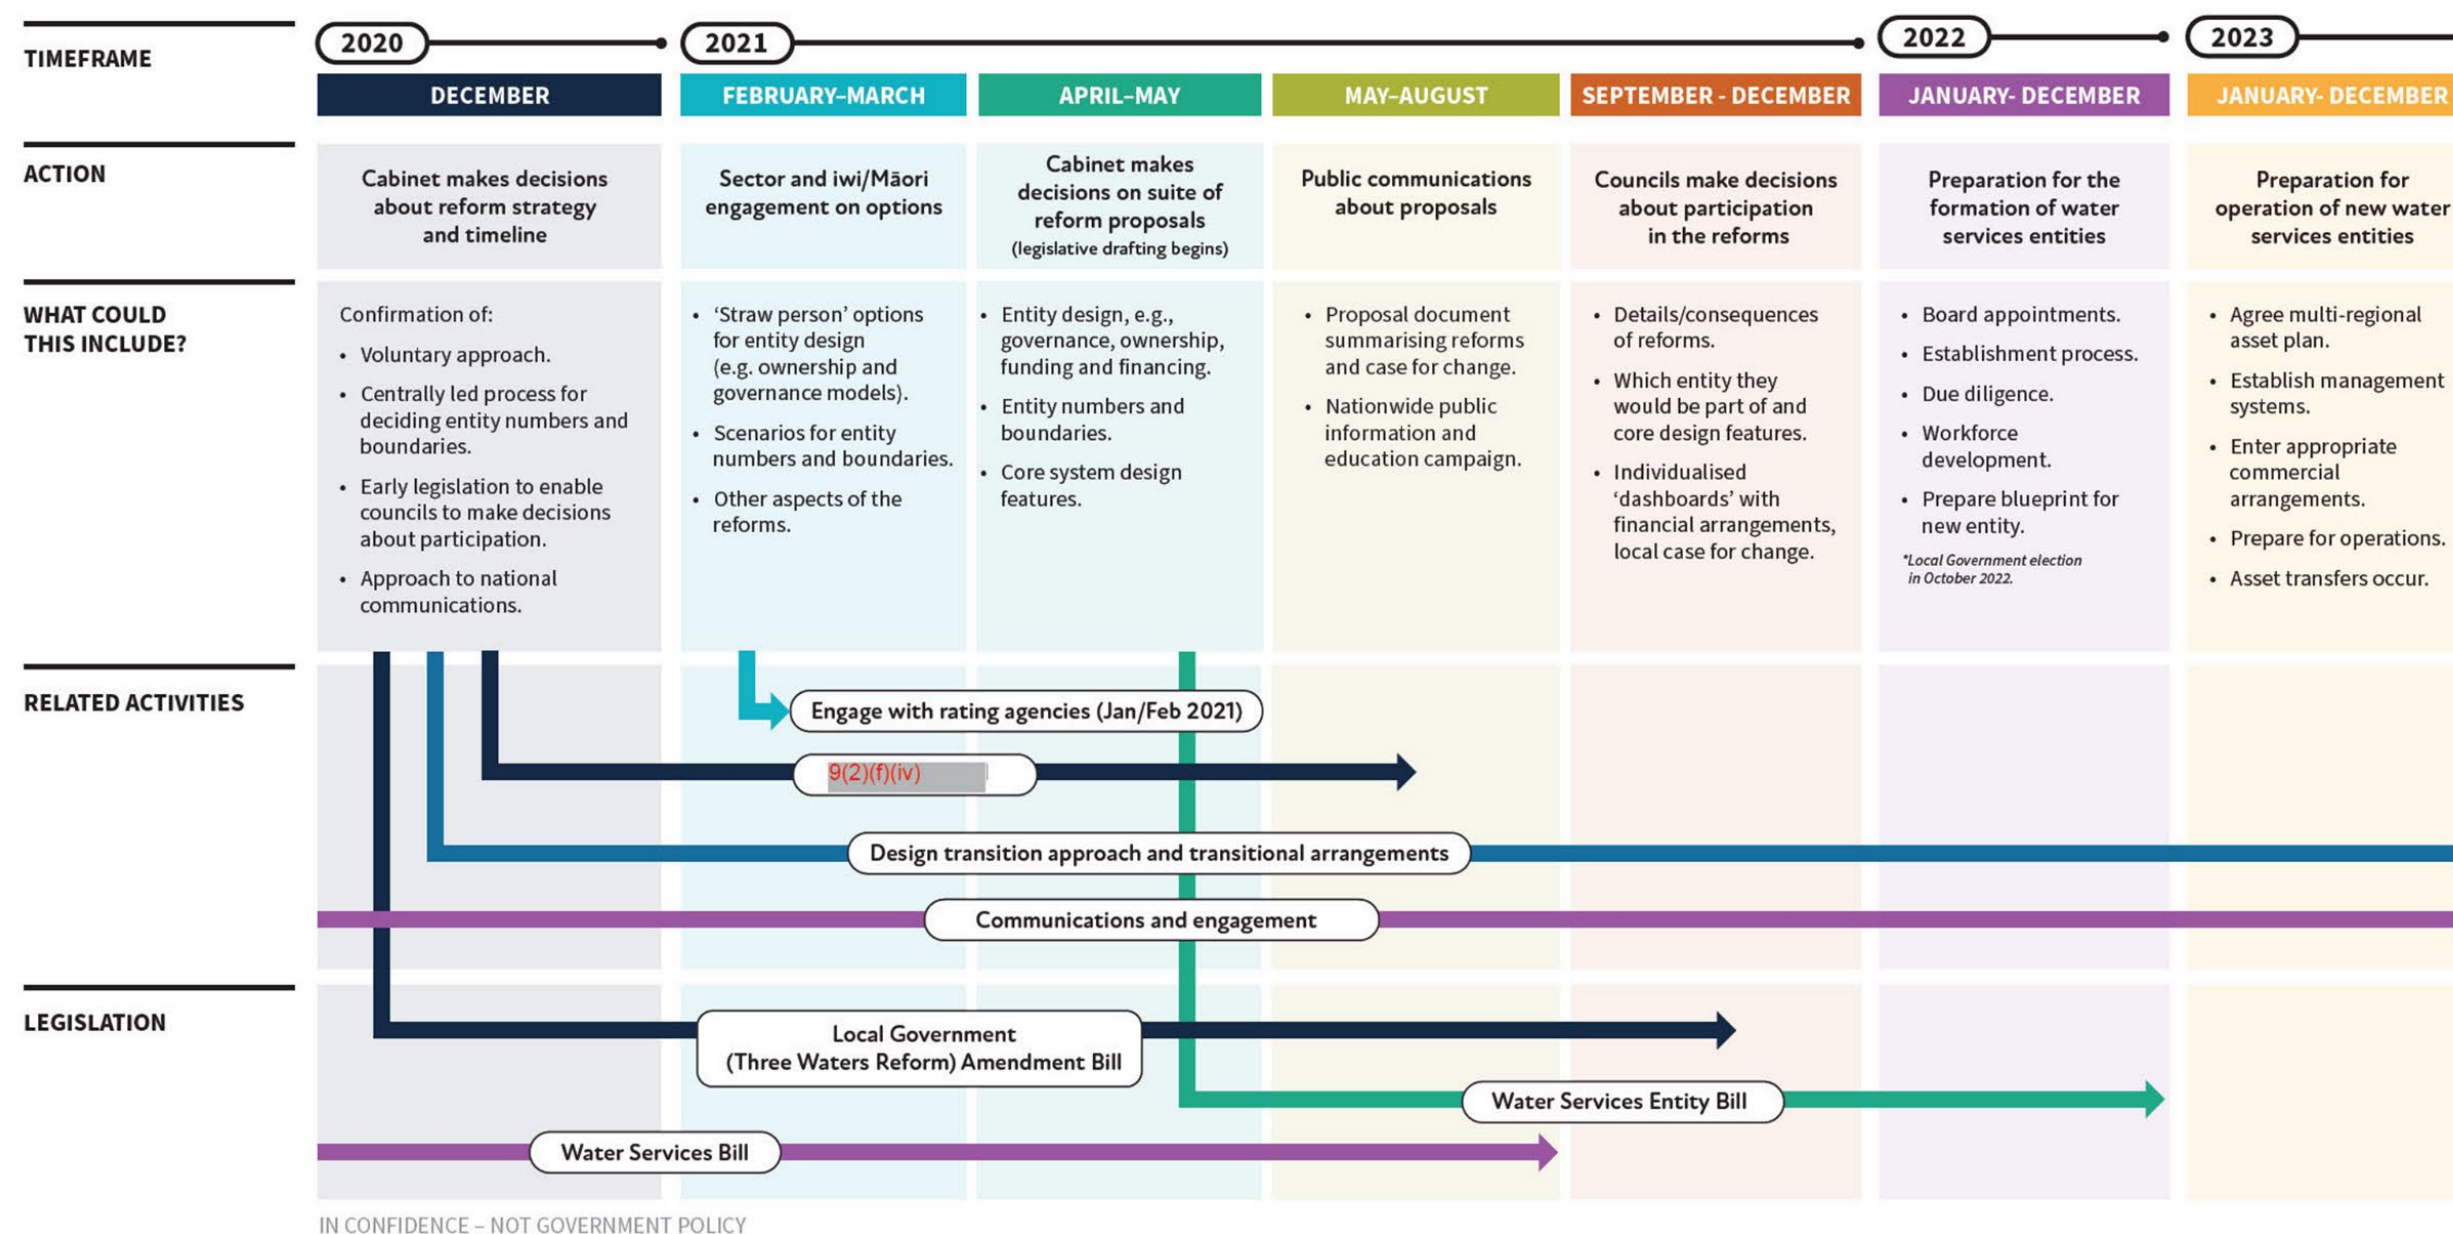 TIMEFRAME
2020
2021
2022
2023
DECEMBER
FEBRUARY–MARCH
APRIL–MAY
MAY–AUGUST
SEPTEMBER - DECEMBER
JANUARY- DECEMBER
JANUARY- DECEMBER
ACTION
Cabinet makes decisions
about reform strategy
and timeline
Sector and iwi/Māori
engagement on options
Cabinet makes
decisions on suite of
reform proposals
(legislative drafting begins)
Public communications
about proposals
Councils make decisions
about participation
in the reforms
Preparation for the
formation of water
services entities
Preparation for
operation of new water
services entities
WHAT COULD
THIS INCLUDE?
Confirmation of:
• Voluntary approach.
• Centrally led process for
deciding entity numbers and
boundaries.
• Early legislation to enable
councils to make decisions
about participation.
• Approach to national
communications.
• ‘Straw person’ options
for entity design
(e.g. ownership and
governance models).
• Scenarios for entity
numbers and boundaries.
• Other aspects of the
reforms.
• Entity design, e.g.,
governance, ownership,
funding and financing.
• Entity numbers and
boundaries.
• Core system design
features.
• Proposal document
summarising reforms
and case for change.
• Nationwide public
information and
education campaign.
• Details/consequences
of reforms.
• Which entity they
would be part of and
core design features.
• Individualised
‘dashboards’ with
financial arrangements,
local case for change.
• Board appointments.
• Establishment process.
• Due diligence.
• Workforce
development.
• Prepare blueprint for
new entity.
*Local Government election
in October 2022.
• Agree multi-regional
asset plan.
• Establish management
systems.
• Enter appropriate
commercial
arrangements.
• Prepare for operations.
• Asset transfers occur.
RELATED ACTIVITIES
Engage with rating agencies (Jan/Feb 2021)
9(2)(f)(iv)
Design transition approach and transitional arrangements
Communications and engagement
LEGISLATION
Local Government
(Three Waters Reform) Amendment Bill
Water Services Entity Bill
Water Services Bill
IN CONFIDENCE – NOT GOVERNMENT POLICY